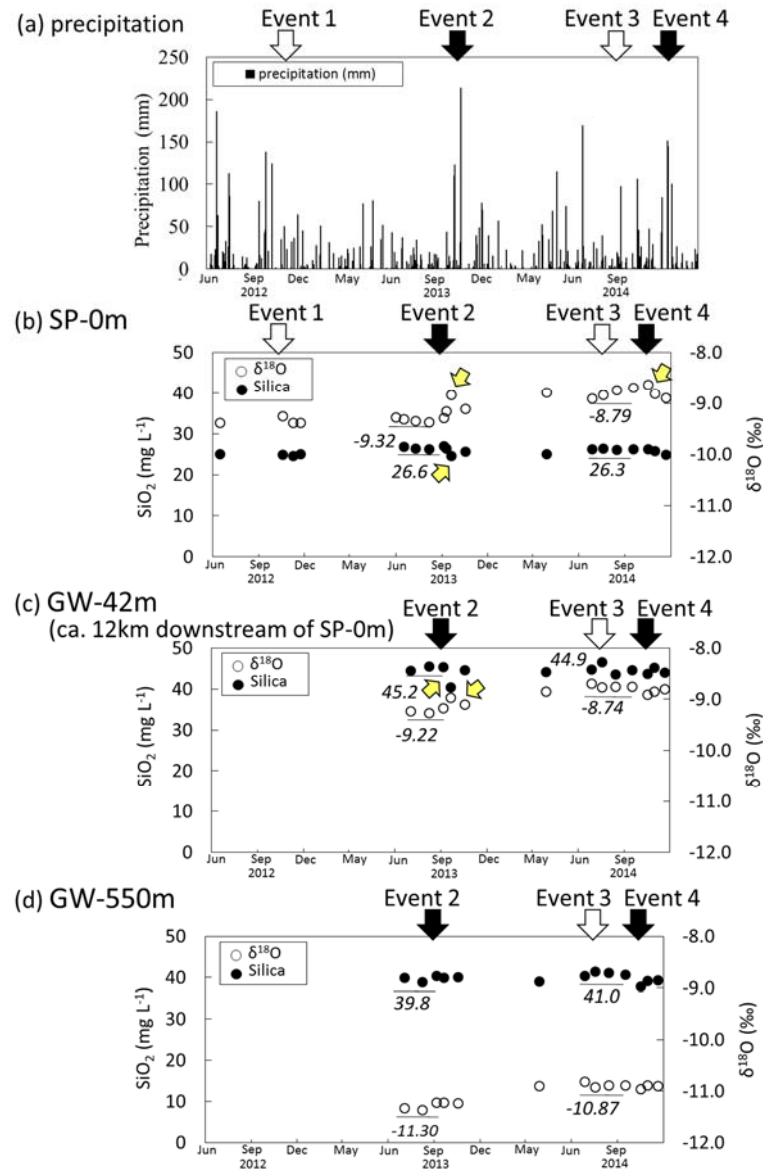 (a) precipitation
Event 1
Event 2
Event 3
Event 4
Precipitation (mm)
250
200
150
100
50
0
precipitation (mm)
Jun Sep Dec May Jun Sep Dec May Jun Sep
2012 2013 2014
(b) SP-0m
Event 1
Event 2
Event 3
Event 4
SiO2 (mg L-1)
50
40
30
20
10
0
δ18O
Silica
-9.32
26.6
-8.79
26.3
-8.0
-9.0
-10.0
-11.0
-12.0
δ18O (‰)
Jun Sep Dec May Jun Sep Dec May Jun Sep
2012 2013 2014
(c) GW-42m
(ca. 12km downstream of SP-0m)
Event 2
Event 3
Event 4
SiO2 (mg L-1)
50
40
30
20
10
0
δ18O
Silica
45.2
-9.22
44.9
-8.74
-8.0
-9.0
-10.0
-11.0
-12.0
δ18O (‰)
Jun Sep Dec May Jun Sep Dec May Jun Sep
2012 2013 2014
(d) GW-550m
Event 2
Event 3
Event 4
SiO2 (mg L-1)
50
40
30
20
10
0
δ18O
Silica
39.8
-11.30
41.0
-10.87
-8.0
-9.0
-10.0
-11.0
-12.0
δ18O (‰)
Jun Sep Dec May Jun Sep Dec May Jun Sep
2012 2013 2014